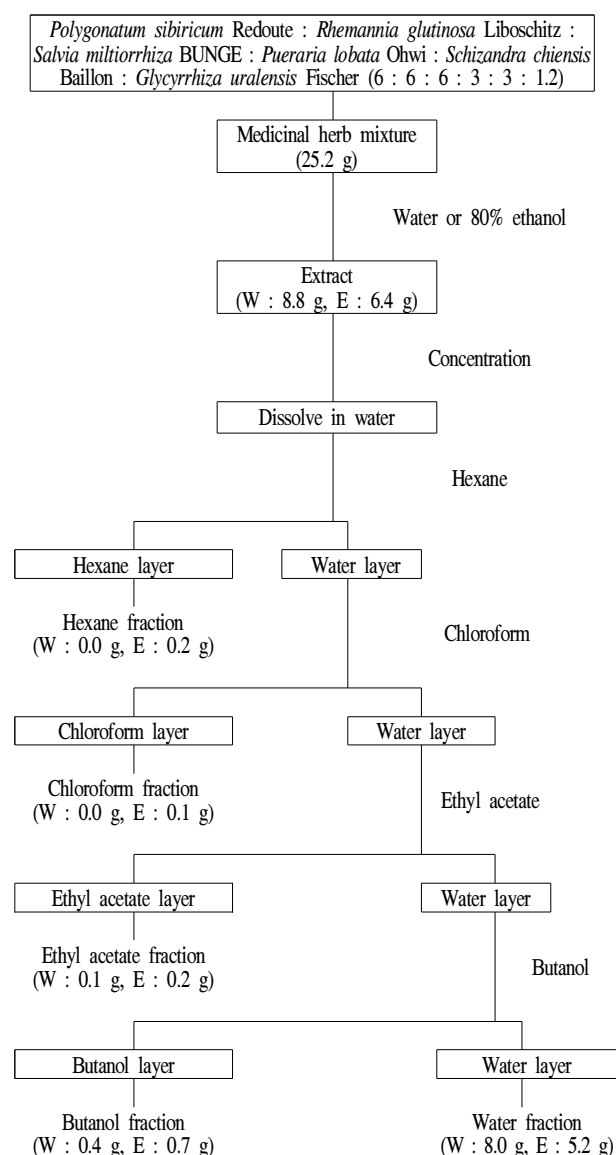 Polygonatum sibiricum Redoute : Rhemannia glutinosa Liboschitz :
Salvia miltiorrhiza BUNGE : Pueraria lobata Ohwi : Schizandra chiensis
Baillon : Glycyrrhiza uralensis Fischer (6 : 6 : 6 : 3 : 3 : 1.2)
Medicinal herb mixture
(25.2 g)
Water or 80% ethanol
Extract
(W : 8.8 g, E : 6.4 g)
Concentration
Dissolve in water
Hexane
Hexane layer
Water layer
Hexane fraction
(W : 0.0 g, E : 0.2 g)
Chloroform
Chloroform layer
Water layer
Chloroform fraction
(W : 0.0 g, E : 0.1 g)
Ethyl acetate
Ethyl acetate layer
Water layer
Ethyl acetate fraction
(W : 0.1 g, E : 0.2 g)
Butanol
Butanol layer
Water layer
Butanol fraction
(W : 0.4 g, E : 0.7 g)
Water fraction
(W : 8.0 g, E : 5.2 g)